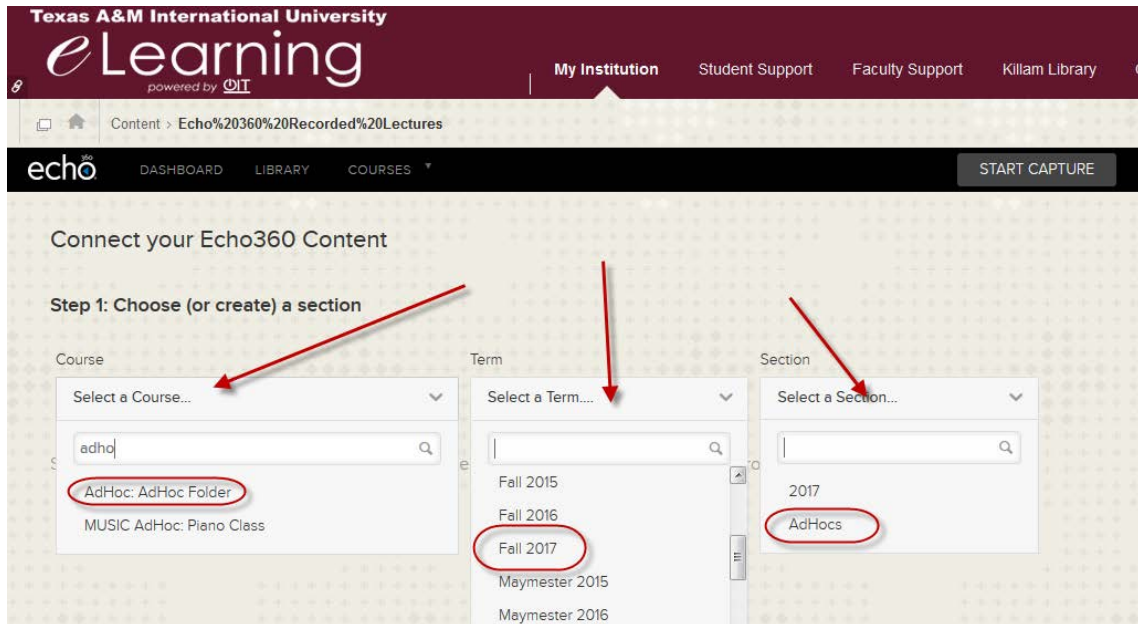 Texas A&M International University
eLearning
powered by OIT
My Institution Student Support Faculty Support Killam Library
Content > Echo%20360%20Recorded%20Lectures
echo360 DASHBOARD LIBRARY COURSES START CAPTURE
Connect your Echo360 Content
Step 1: Choose (or create) a section
Course Term Section
Select a Course... Select a Term.... Select a Section...
adho
AdHoc: AdHoc Folder
MUSIC AdHoc: Piano Class
Fall 2015
Fall 2016
Fall 2017
Maymester 2015
Maymester 2016
2017
AdHocs